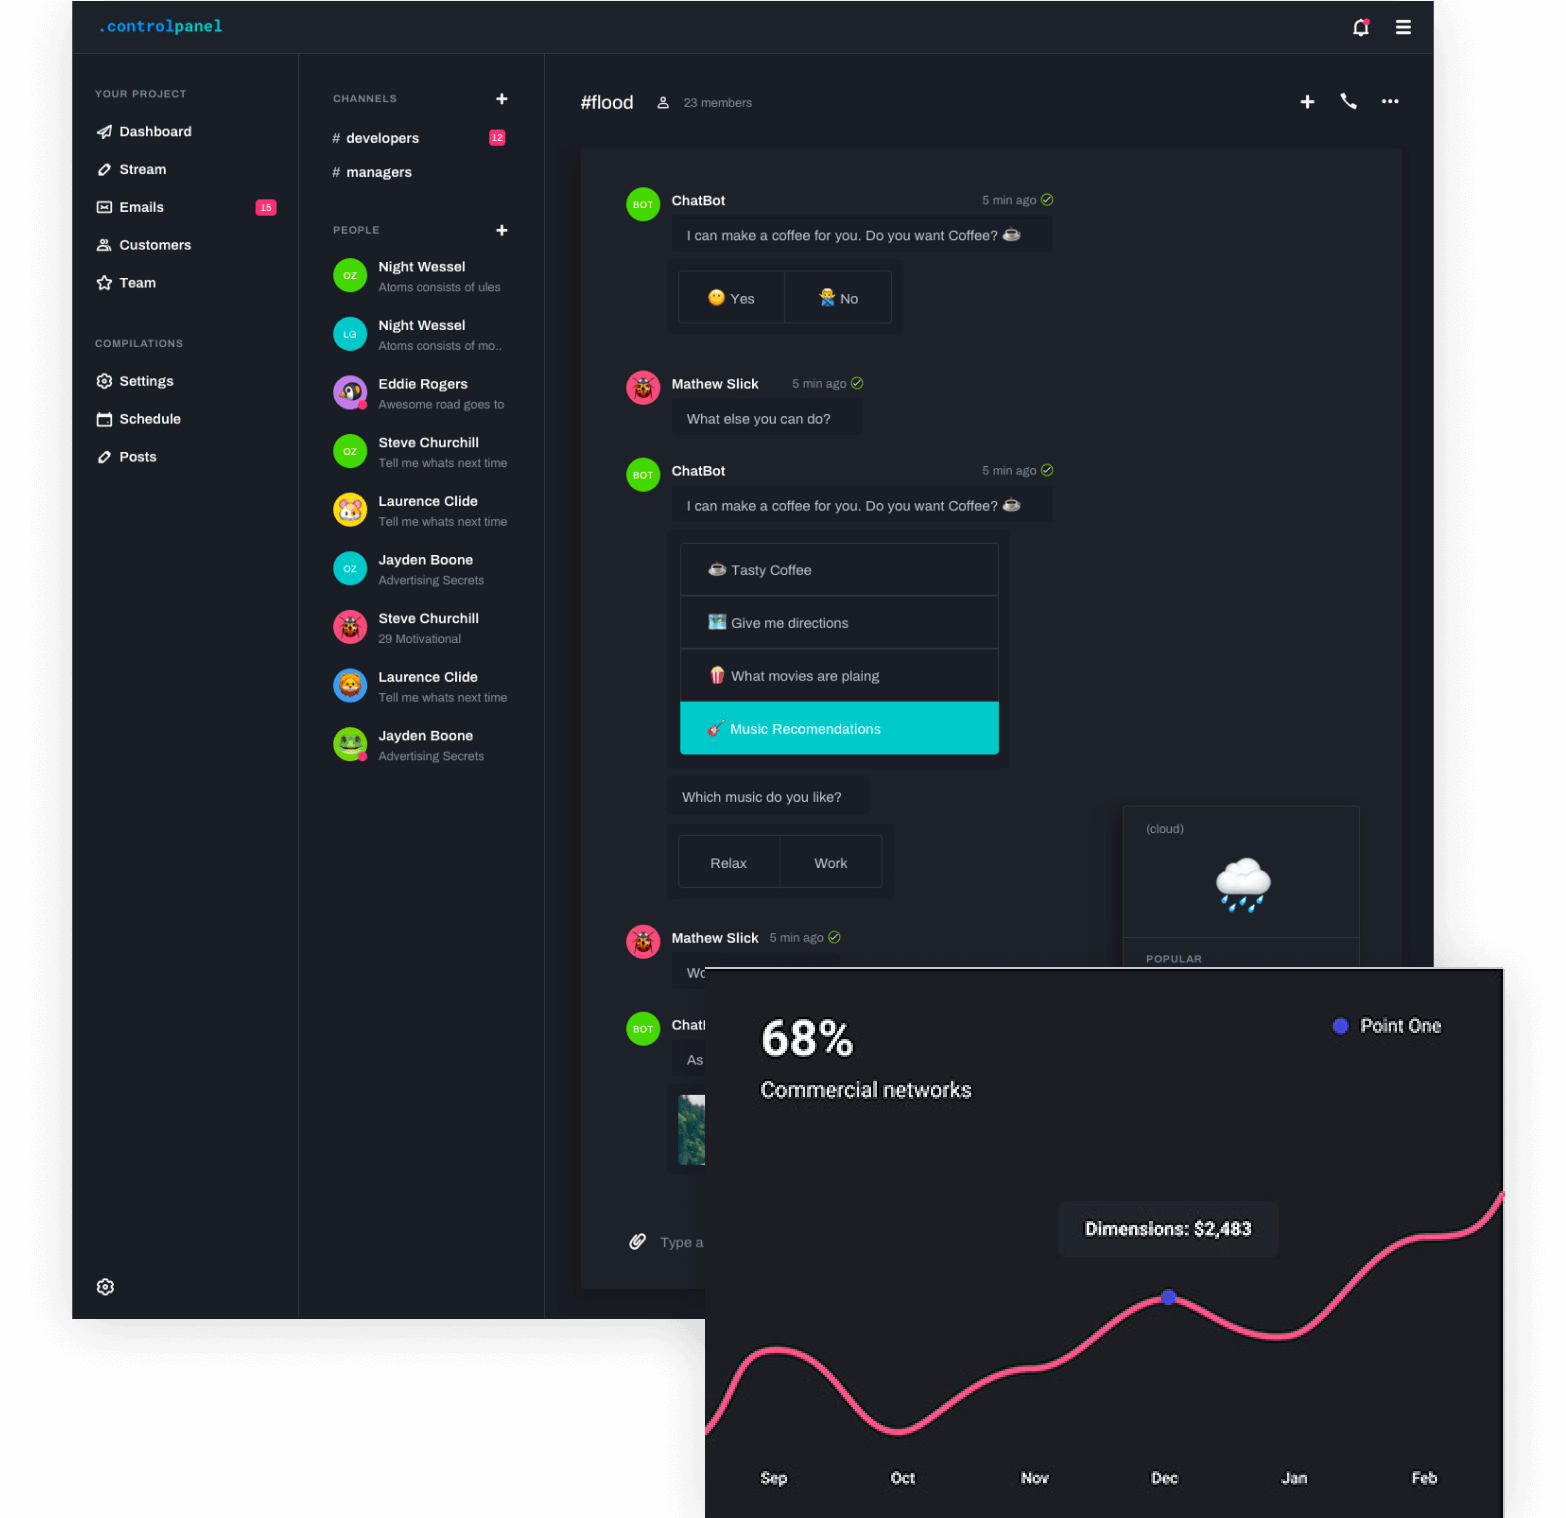 .controlpanel
YOUR PROJECT
Dashboard
Stream
Emails 15
Customers
Team
COMPILATIONS
Settings
Schedule
Posts
CHANNELS
# developers 12
# managers
PEOPLE
OZ Night Wessel
Atoms consists of ules
LG Night Wessel
Atoms consists of mo..
Eddie Rogers
Awesome road goes to
OZ Steve Churchill
Tell me whats next time
Laurence Clide
Tell me whats next time
OZ Jayden Boone
Advertising Secrets
Steve Churchill
29 Motivational
Laurence Clide
Tell me whats next time
Jayden Boone
Advertising Secrets
#flood 23 members
BOT ChatBot 5 min ago
I can make a coffee for you. Do you want Coffee? ☕
😶 Yes 🙅‍♂️ No
Mathew Slick 5 min ago
What else you can do?
BOT ChatBot 5 min ago
I can make a coffee for you. Do you want Coffee? ☕
☕ Tasty Coffee
🗺️ Give me directions
🍿 What movies are plaing
🎸 Music Recomendations
Which music do you like?
Relax Work
Mathew Slick 5 min ago
Wo
BOT Chat
As
Type a
(cloud)
POPULAR
68%
Commercial networks
Point One
Dimensions: $2,483
Sep Oct Nov Dec Jan Feb